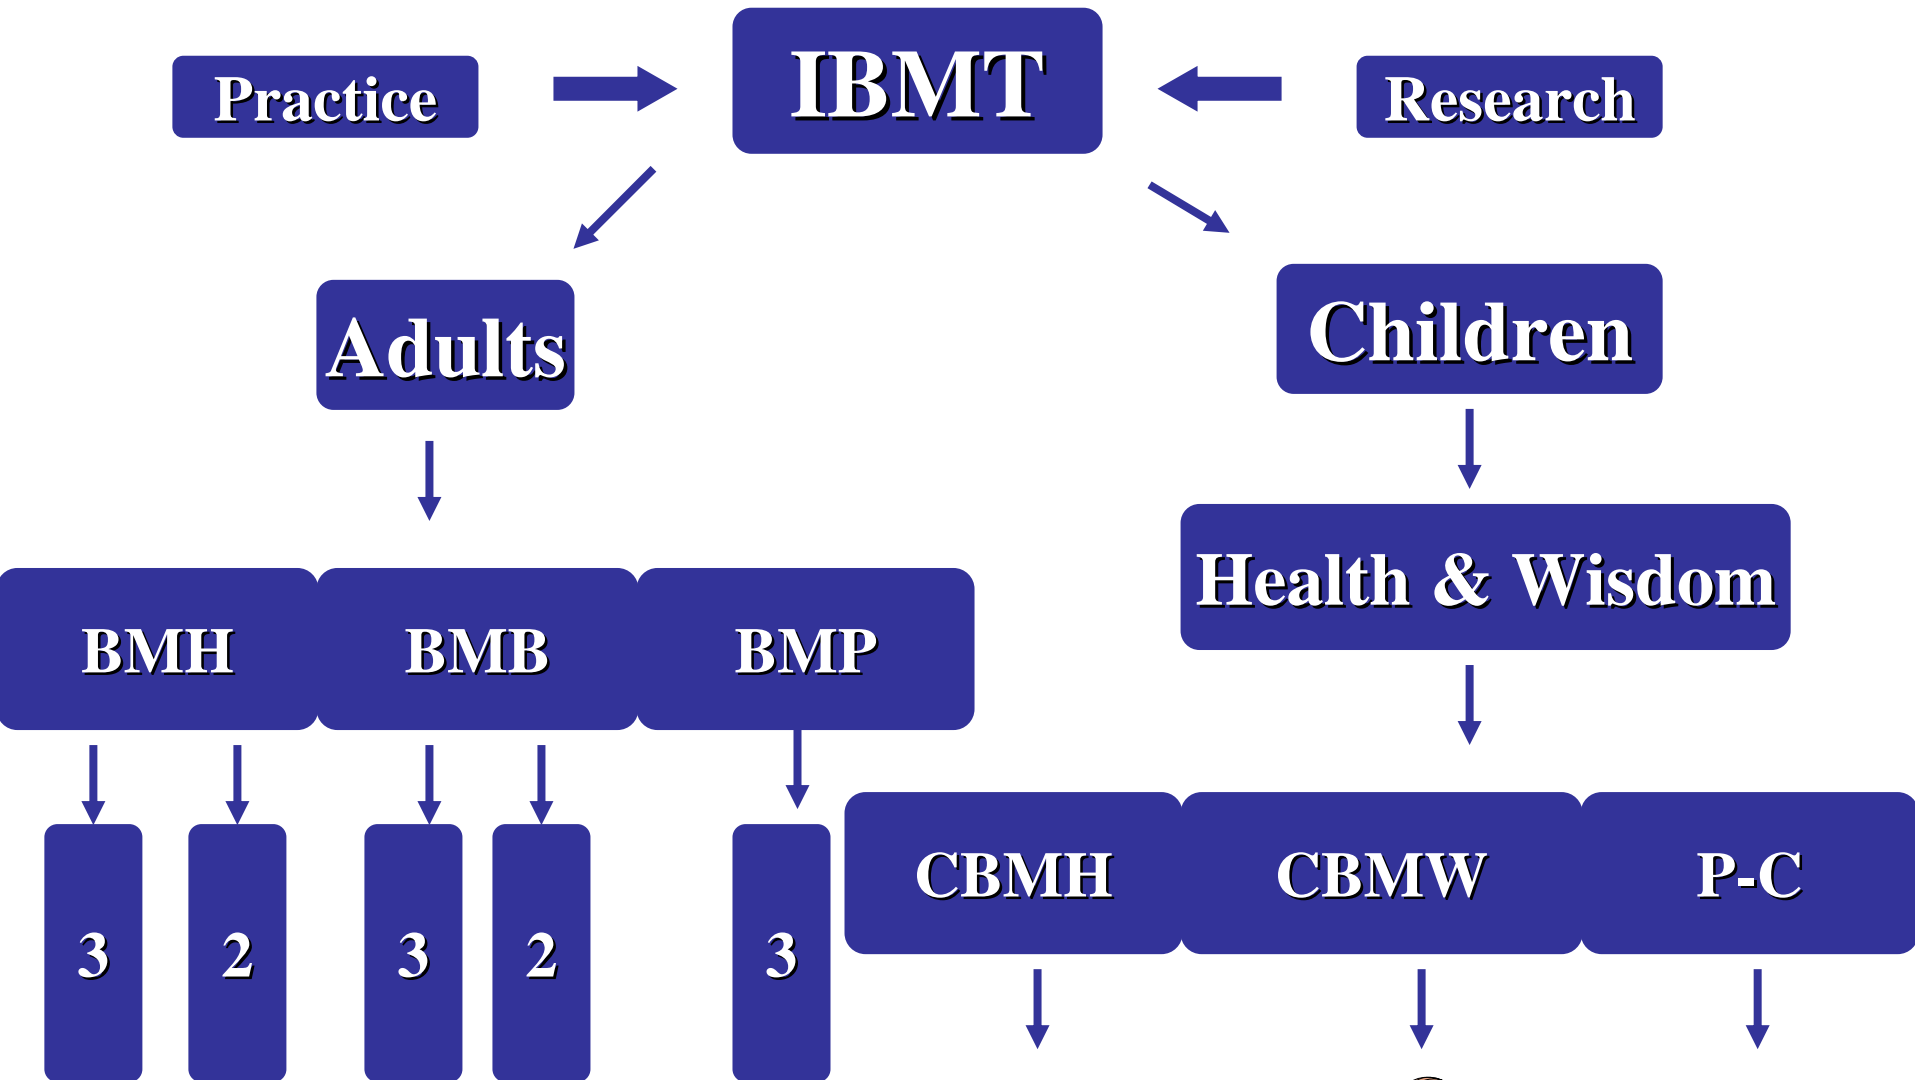 IBMT
Practice
Research
Adults
Children
Health & Wisdom
BMH
BMB
BMP
CBMH
CBMW
P-C
3
2
3
2
3